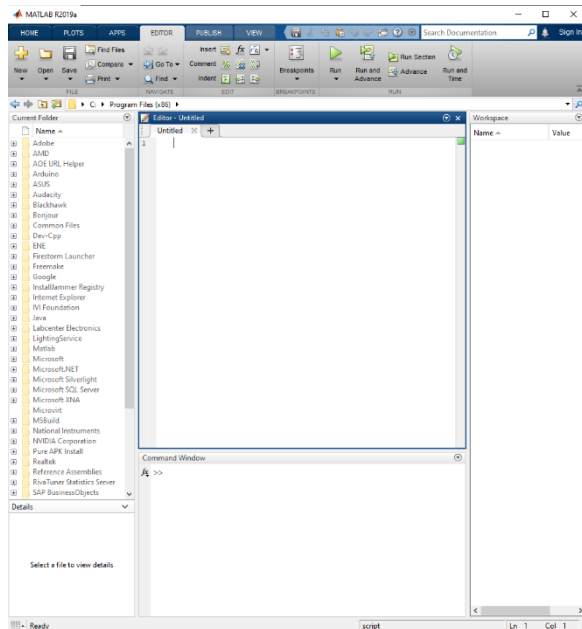 MATLAB R2019a
HOME PLOTS APPS EDITOR PUBLISH VIEW Search Documentation Sign In
New Open Save Find Files Compare Print Go To Find Insert Comment Indent fx Breakpoints Run Run and Advance Run Section Advance Run and Time
FILE NAVIGATE EDIT BREAKPOINTS RUN
C: Program Files (x86)
Current Folder
Name
Adobe
AMD
AOE URL Helper
Arduino
ASUS
Audacity
Blackhawk
Bonjour
Common Files
Dev-Cpp
ENE
Firestorm Launcher
Freemake
Google
InstallJammer Registry
Internet Explorer
IVI Foundation
Java
Labcenter Electronics
LightingService
Matlab
Microsoft
Microsoft.NET
Microsoft Silverlight
Microsoft SQL Server
Microsoft XNA
Microvirt
MSBuild
National Instruments
NVIDIA Corporation
Pure APK Install
Realtek
Reference Assemblies
RivaTuner Statistics Server
SAP BusinessObjects
Details
Select a file to view details
Editor - Untitled
Untitled
1
Command Window
fx >>
Workspace
Name Value
Ready script Ln 1 Col 1